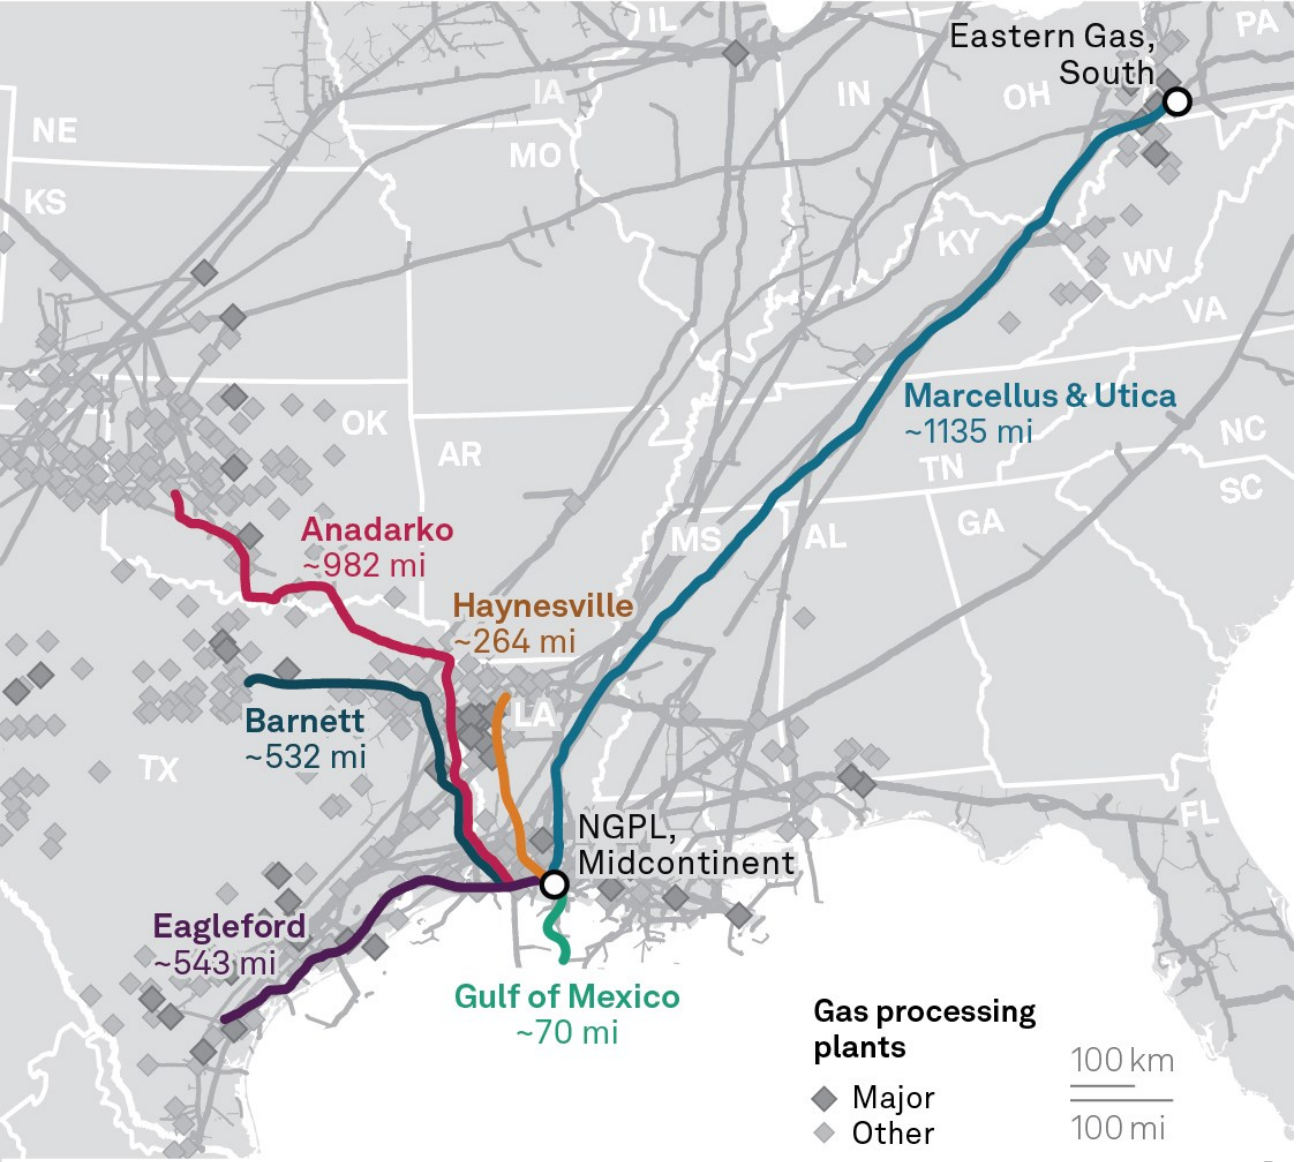 IL
PA
Eastern Gas,
South
IA
IN
OH
NE
MO
KS
KY
WV
VA
Marcellus & Utica
~1135 mi
OK
AR
TN
NC
SC
Anadarko
~982 mi
MS
AL
GA
Haynesville
~264 mi
LA
Barnett
~532 mi
TX
FL
NGPL,
Midcontinent
Eagleford
~543 mi
Gulf of Mexico
~70 mi
Gas processing
plants
Major
Other
100 km
100 mi